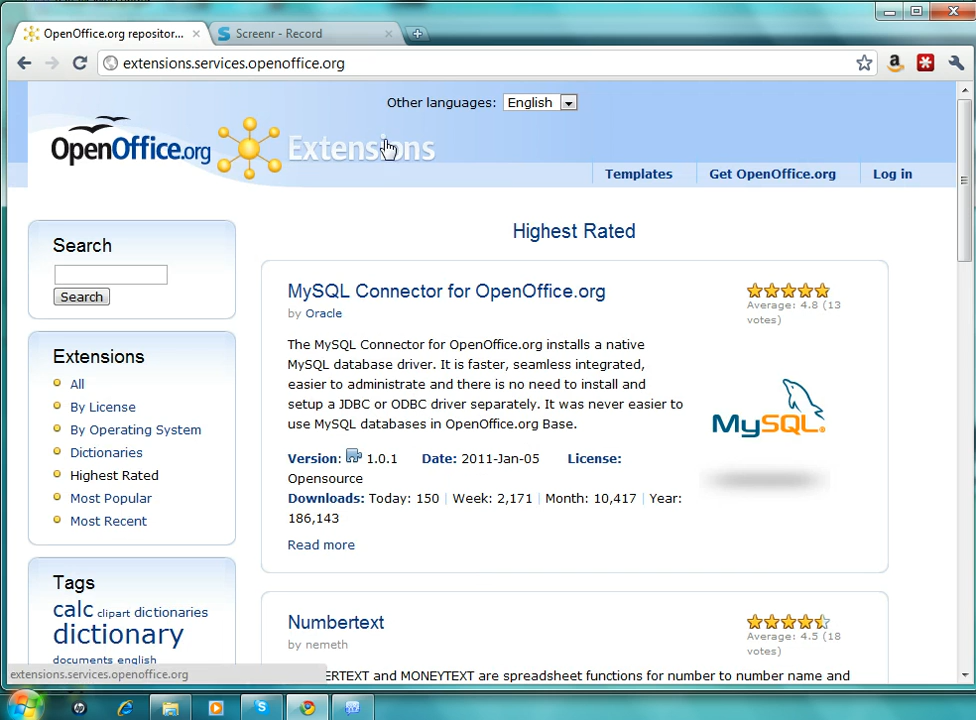 OpenOffice.org repositor...
Screenr - Record
extensions.services.openoffice.org
Other languages: English
OpenOffice.org Extensions
Templates
Get OpenOffice.org
Log in
Search
Search
Extensions
All
By License
By Operating System
Dictionaries
Highest Rated
Most Popular
Most Recent
Tags
calc clipart dictionaries
dictionary
documents english
Highest Rated
MySQL Connector for OpenOffice.org
by Oracle
Average: 4.8 (13
votes)
The MySQL Connector for OpenOffice.org installs a native
MySQL database driver. It is faster, seamless integrated,
easier to administrate and there is no need to install and
setup a JDBC or ODBC driver separately. It was never easier to
use MySQL databases in OpenOffice.org Base.
MySQL
Version: 1.0.1 Date: 2011-Jan-05 License:
Opensource
Downloads: Today: 150 | Week: 2,171 | Month: 10,417 | Year:
186,143
Read more
Numbertext
by nemeth
Average: 4.5 (18
votes)
and MONEYTEXT are spreadsheet functions for number to number name and
extensions.services.openoffice.org